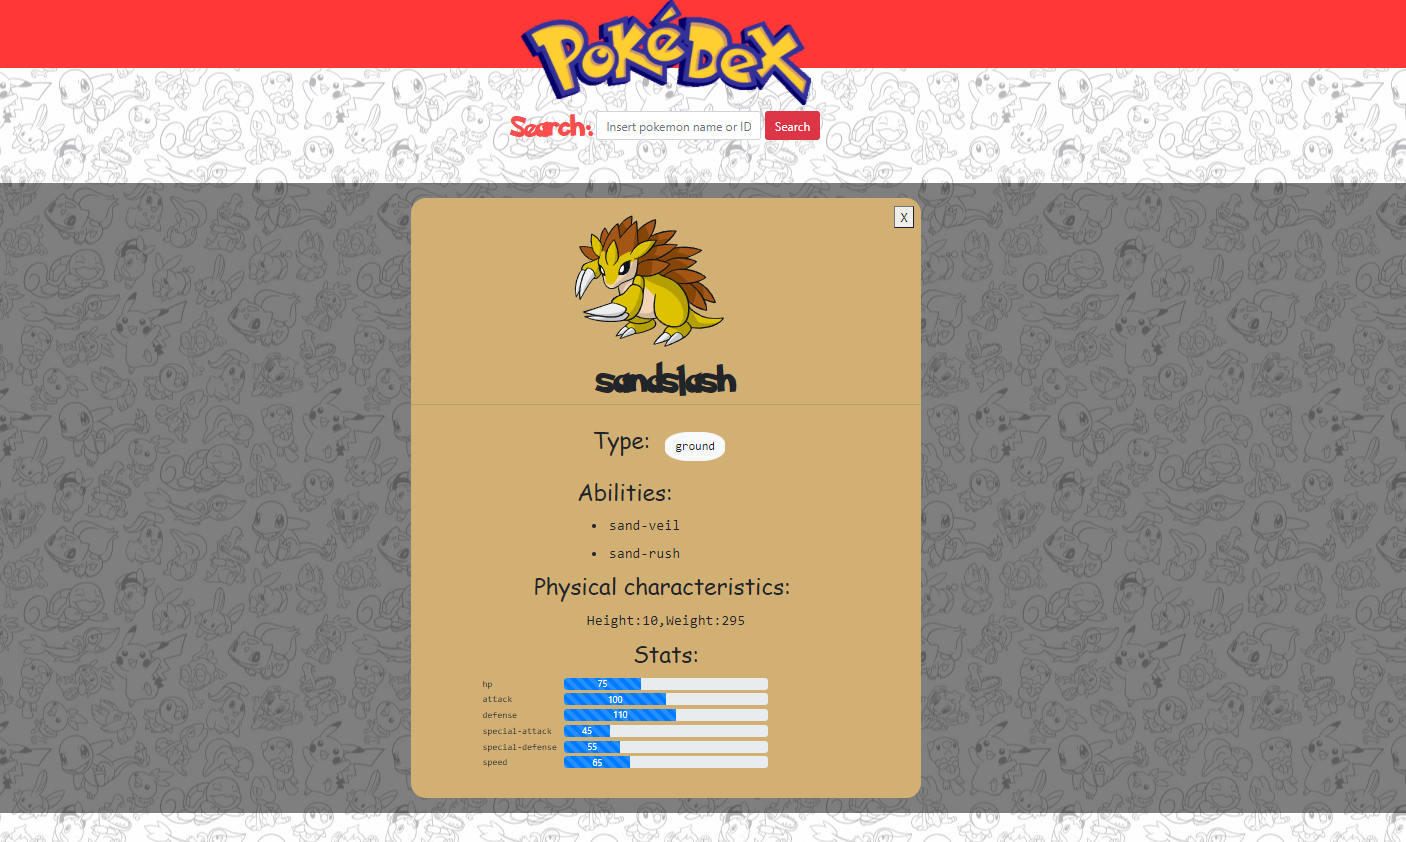 PoKéDeX
Search: Insert pokemon name or ID Search
X
sandslash
Type: ground
Abilities:
• sand-veil
• sand-rush
Physical characteristics:
Height:10,Weight:295
Stats:
hp 75
attack 100
defense 110
special-attack 45
special-defense 55
speed 65